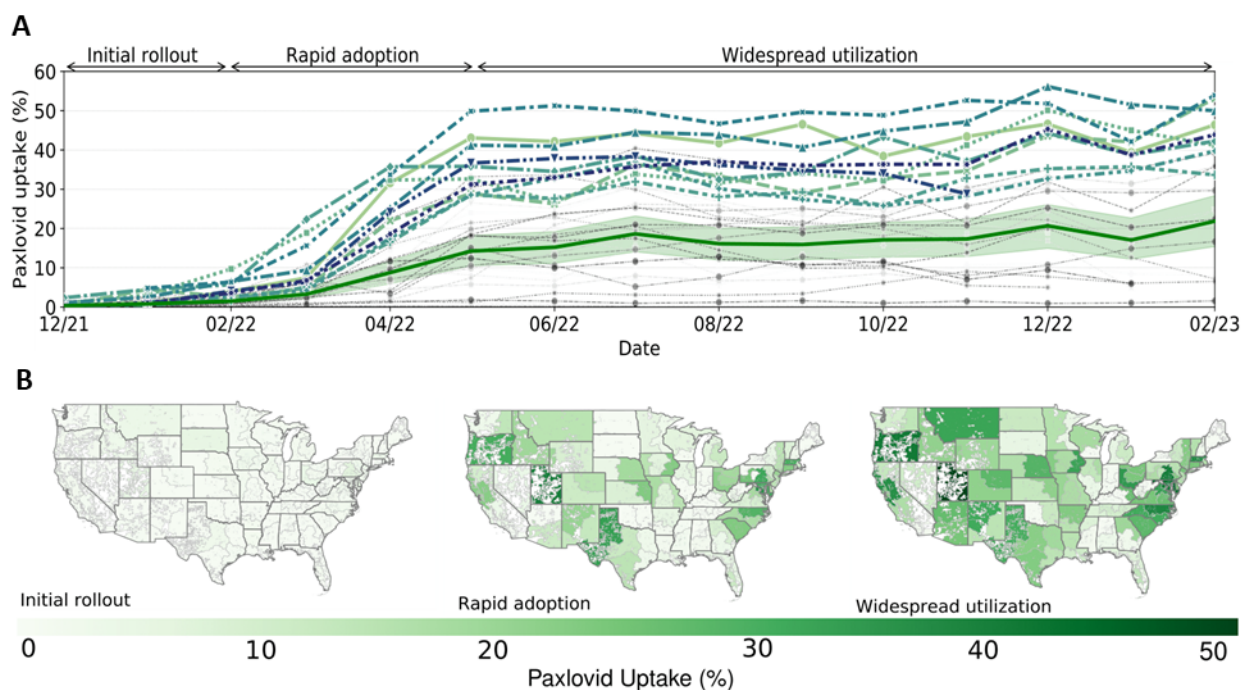 A
Initial rollout Rapid adoption Widespread utilization
60
50
40
30
20
10
0
Paxlovid uptake (%)
12/21 02/22 04/22 06/22 08/22 10/22 12/22 02/23
Date
B
Initial rollout Rapid adoption Widespread utilization
0 10 20 30 40 50
Paxlovid Uptake (%)